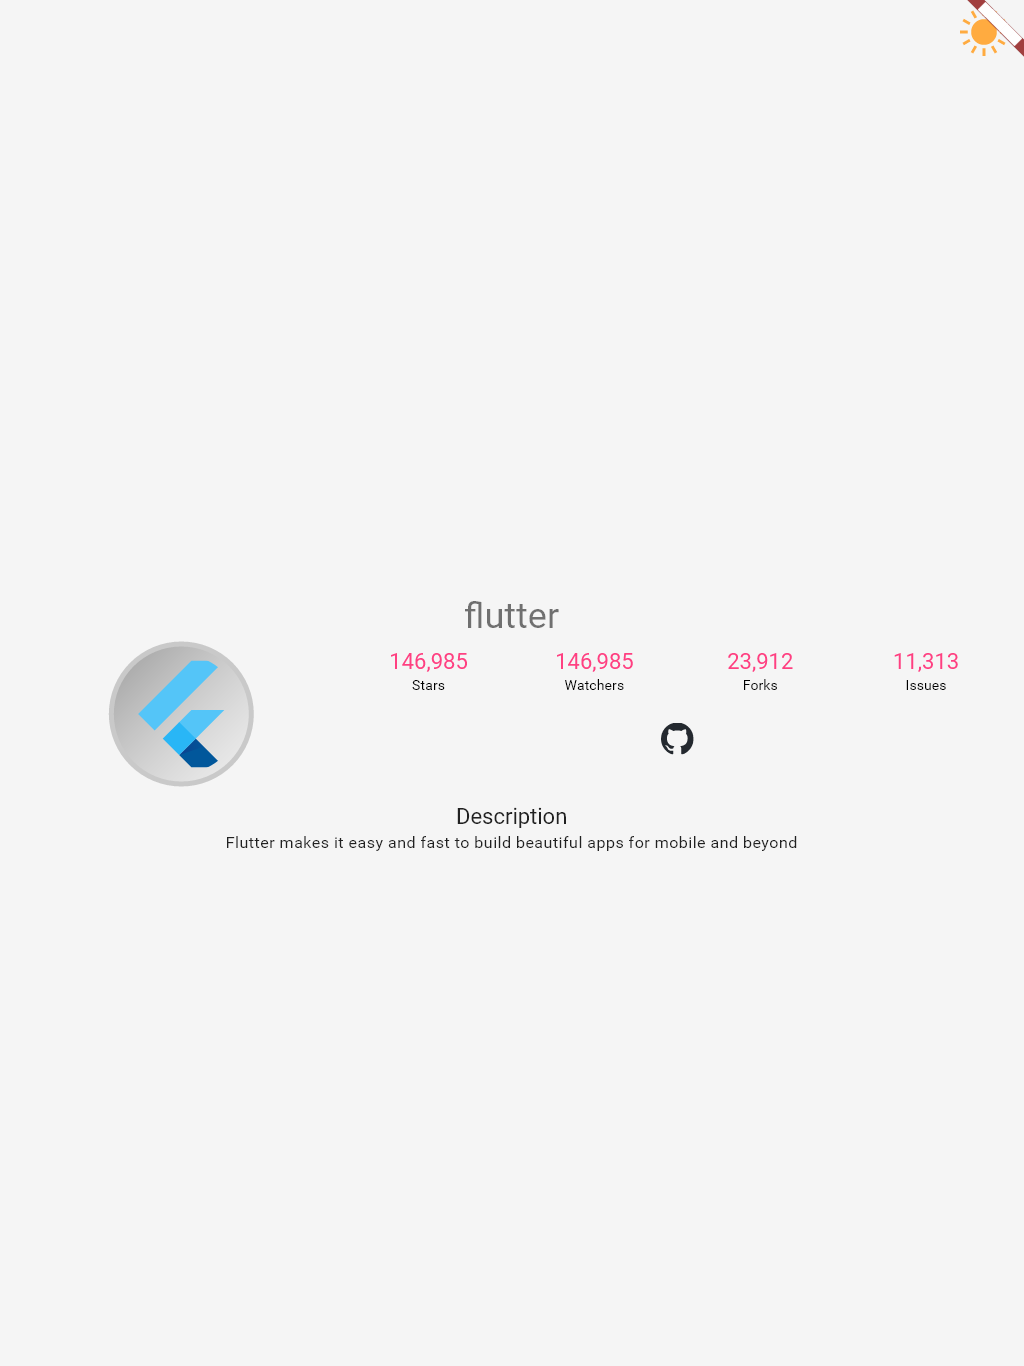 flutter
146,985 146,985 23,912 11,313
Stars Watchers Forks Issues
Description
Flutter makes it easy and fast to build beautiful apps for mobile and beyond